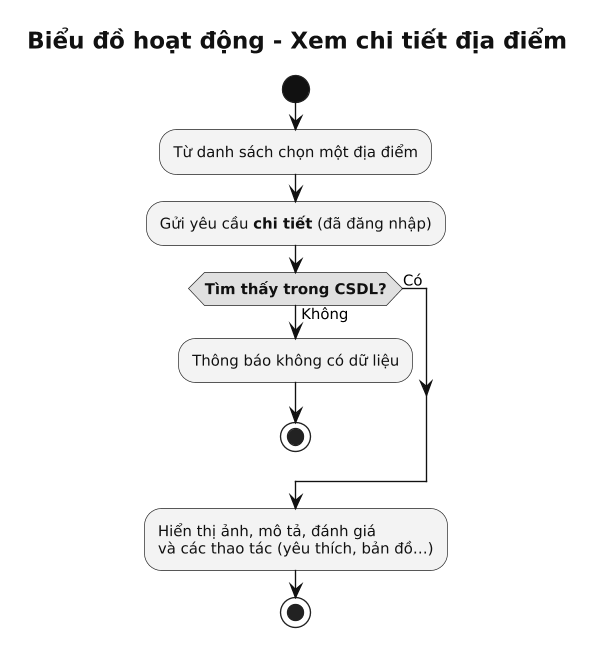 Biểu đồ hoạt động - Xem chi tiết địa điểm
Từ danh sách chọn một địa điểm
Gửi yêu cầu chi tiết (đã đăng nhập)
Tìm thấy trong CSDL?
Có
Không
Thông báo không có dữ liệu
Hiển thị ảnh, mô tả, đánh giá
và các thao tác (yêu thích, bản đồ...)